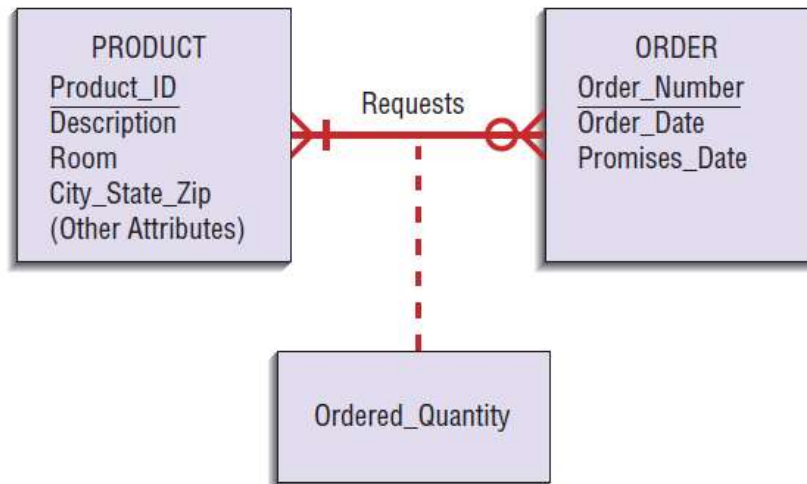 PRODUCT
Product_ID
Description
Room
City_State_Zip
(Other Attributes)
Requests
ORDER
Order_Number
Order_Date
Promises_Date
Ordered_Quantity